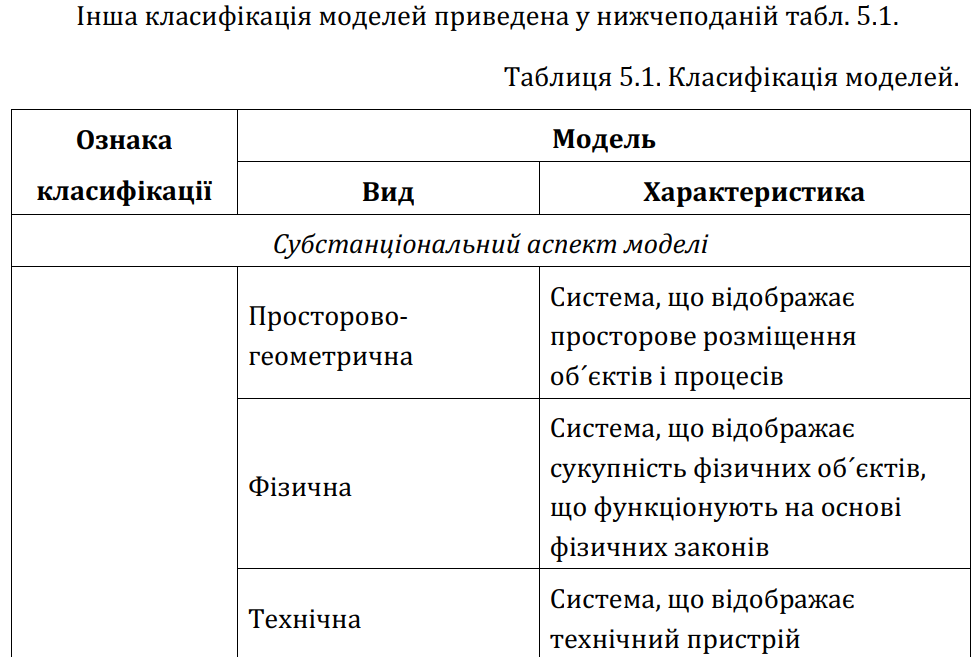 Інша класифікація моделей приведена у нижчеподаній табл. 5.1.
Таблиця 5.1. Класифікація моделей.
Ознака
класифікації
Модель
Вид
Характеристика
Субстанціональний аспект моделі
Просторово-
геометрична
Система, що відображає
просторове розміщення
об´єктів і процесів
Фізична
Система, що відображає
сукупність фізичних об´єктів,
що функціонують на основі
фізичних законів
Технічна
Система, що відображає
технічний пристрій